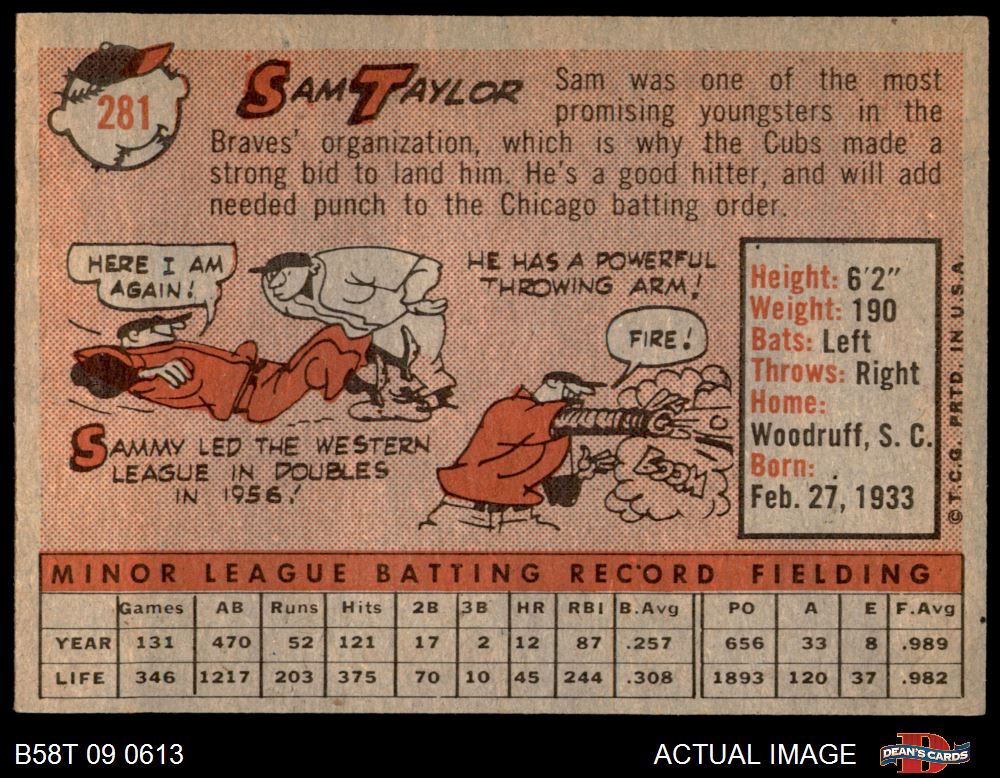 281
SAM TAYLOR
Sam was one of the most
promising youngsters in the
Braves' organization, which is why the Cubs made a
strong bid to land him. He's a good hitter, and will add
needed punch to the Chicago batting order.
HERE I AM
AGAIN!
SAMMY LED THE WESTERN
LEAGUE IN DOUBLES
IN 1956!
HE HAS A POWERFUL
THROWING ARM!
FIRE!
BOOM
Height: 6'2"
Weight: 190
Bats: Left
Throws: Right
Home:
Woodruff, S. C.
Born:
Feb. 27, 1933
© T.C.G. PRTD. IN U.S.A.
MINOR LEAGUE BATTING RECORD FIELDING
Games AB Runs Hits 2B 3B HR RBI B.Avg PO A E F.Avg
YEAR 131 470 52 121 17 2 12 87 .257 656 33 8 .989
LIFE 346 1217 203 375 70 10 45 244 .308 1893 120 37 .982
B58T 09 0613
ACTUAL IMAGE
DEAN'S CARDS